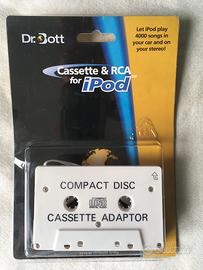 Dr.Bott
Let iPod play
4000 songs in
your car and on
your stereo!
Cassette & RCA
for iPod
COMPACT DISC
CASSETTE ADAPTOR